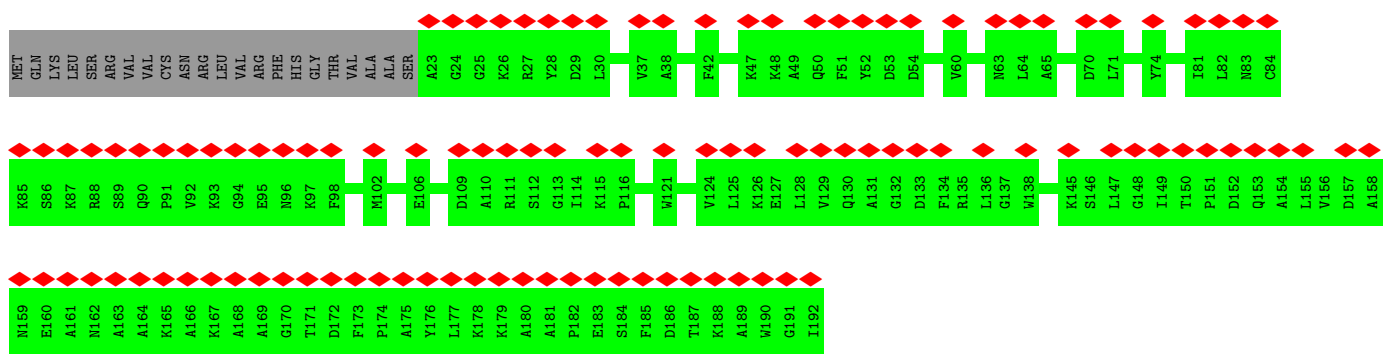 MET GLN LYS LEU SER ARG VAL VAL CYS ASN ARG LEU VAL ARG PHE HIS GLY THR VAL ALA ALA SER A23 G24 G25 K26 R27 Y28 D29 L30 V37 A38 F42 K47 K48 A49 Q50 F51 Y52 D53 D54 V60 N63 L64 A65 D70 L71 Y74 I81 L82 N83 C84
K85 S86 K87 R88 S89 Q90 P91 V92 K93 G94 E95 N96 K97 F98 M102 E106 D109 A110 R111 S112 G113 I114 K115 P116 W121 V124 L125 K126 E127 L128 V129 Q130 A131 G132 D133 F134 R135 L136 G137 W138 K145 S146 L147 G148 I149 T150 P151 D152 Q153 A154 L155 V156 D157 A158
N159 E160 A161 N162 A163 A164 K165 A166 K167 A168 A169 G170 T171 D172 F173 P174 A175 Y176 L177 K178 K179 A180 A181 P182 E183 S184 F185 D186 T187 K188 A189 W190 G191 I192